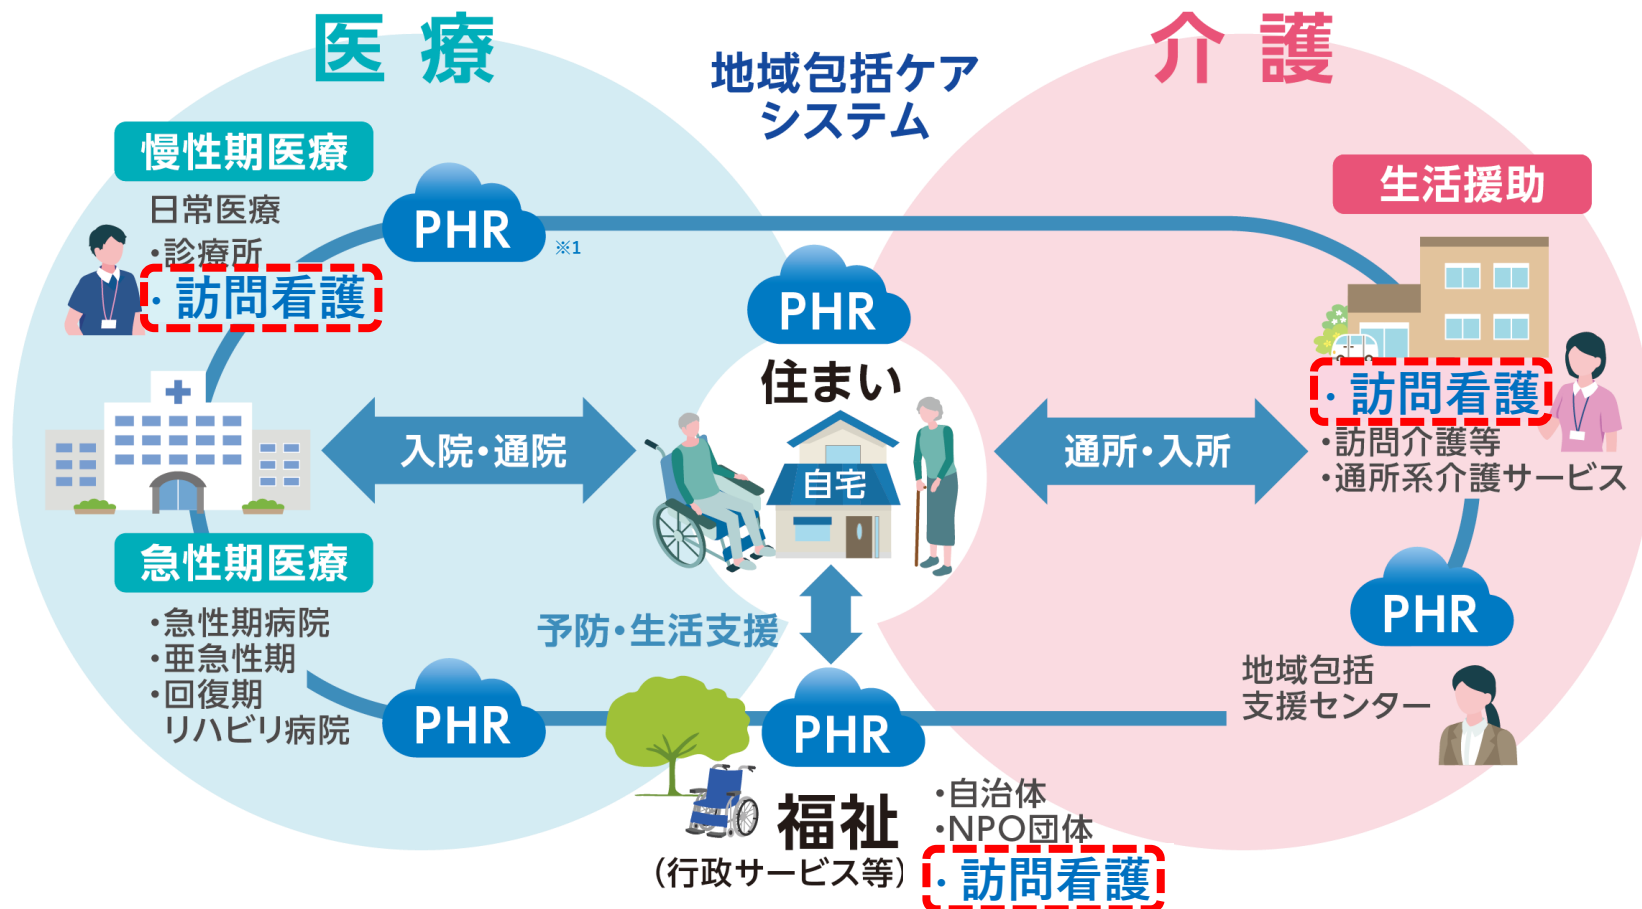 医療
地域包括ケア
システム
介護
慢性期医療
日常医療
・診療所
・訪問看護
PHR
※1
PHR
住まい
自宅
入院・通院
通所・入所
生活援助
・訪問看護
・訪問介護等
・通所系介護サービス
急性期医療
・急性期病院
・亜急性期
・回復期
リハビリ病院
予防・生活支援
PHR
PHR
PHR
地域包括
支援センター
福祉
(行政サービス等)
・自治体
・NPO団体
・訪問看護